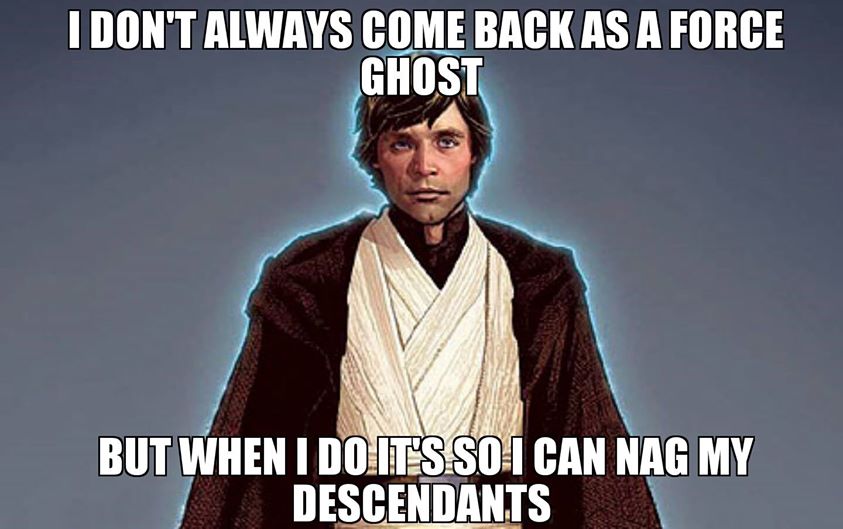 I DON'T ALWAYS COME BACK AS A FORCE
GHOST
BUT WHEN I DO IT'S SO I CAN NAG MY
DESCENDANTS